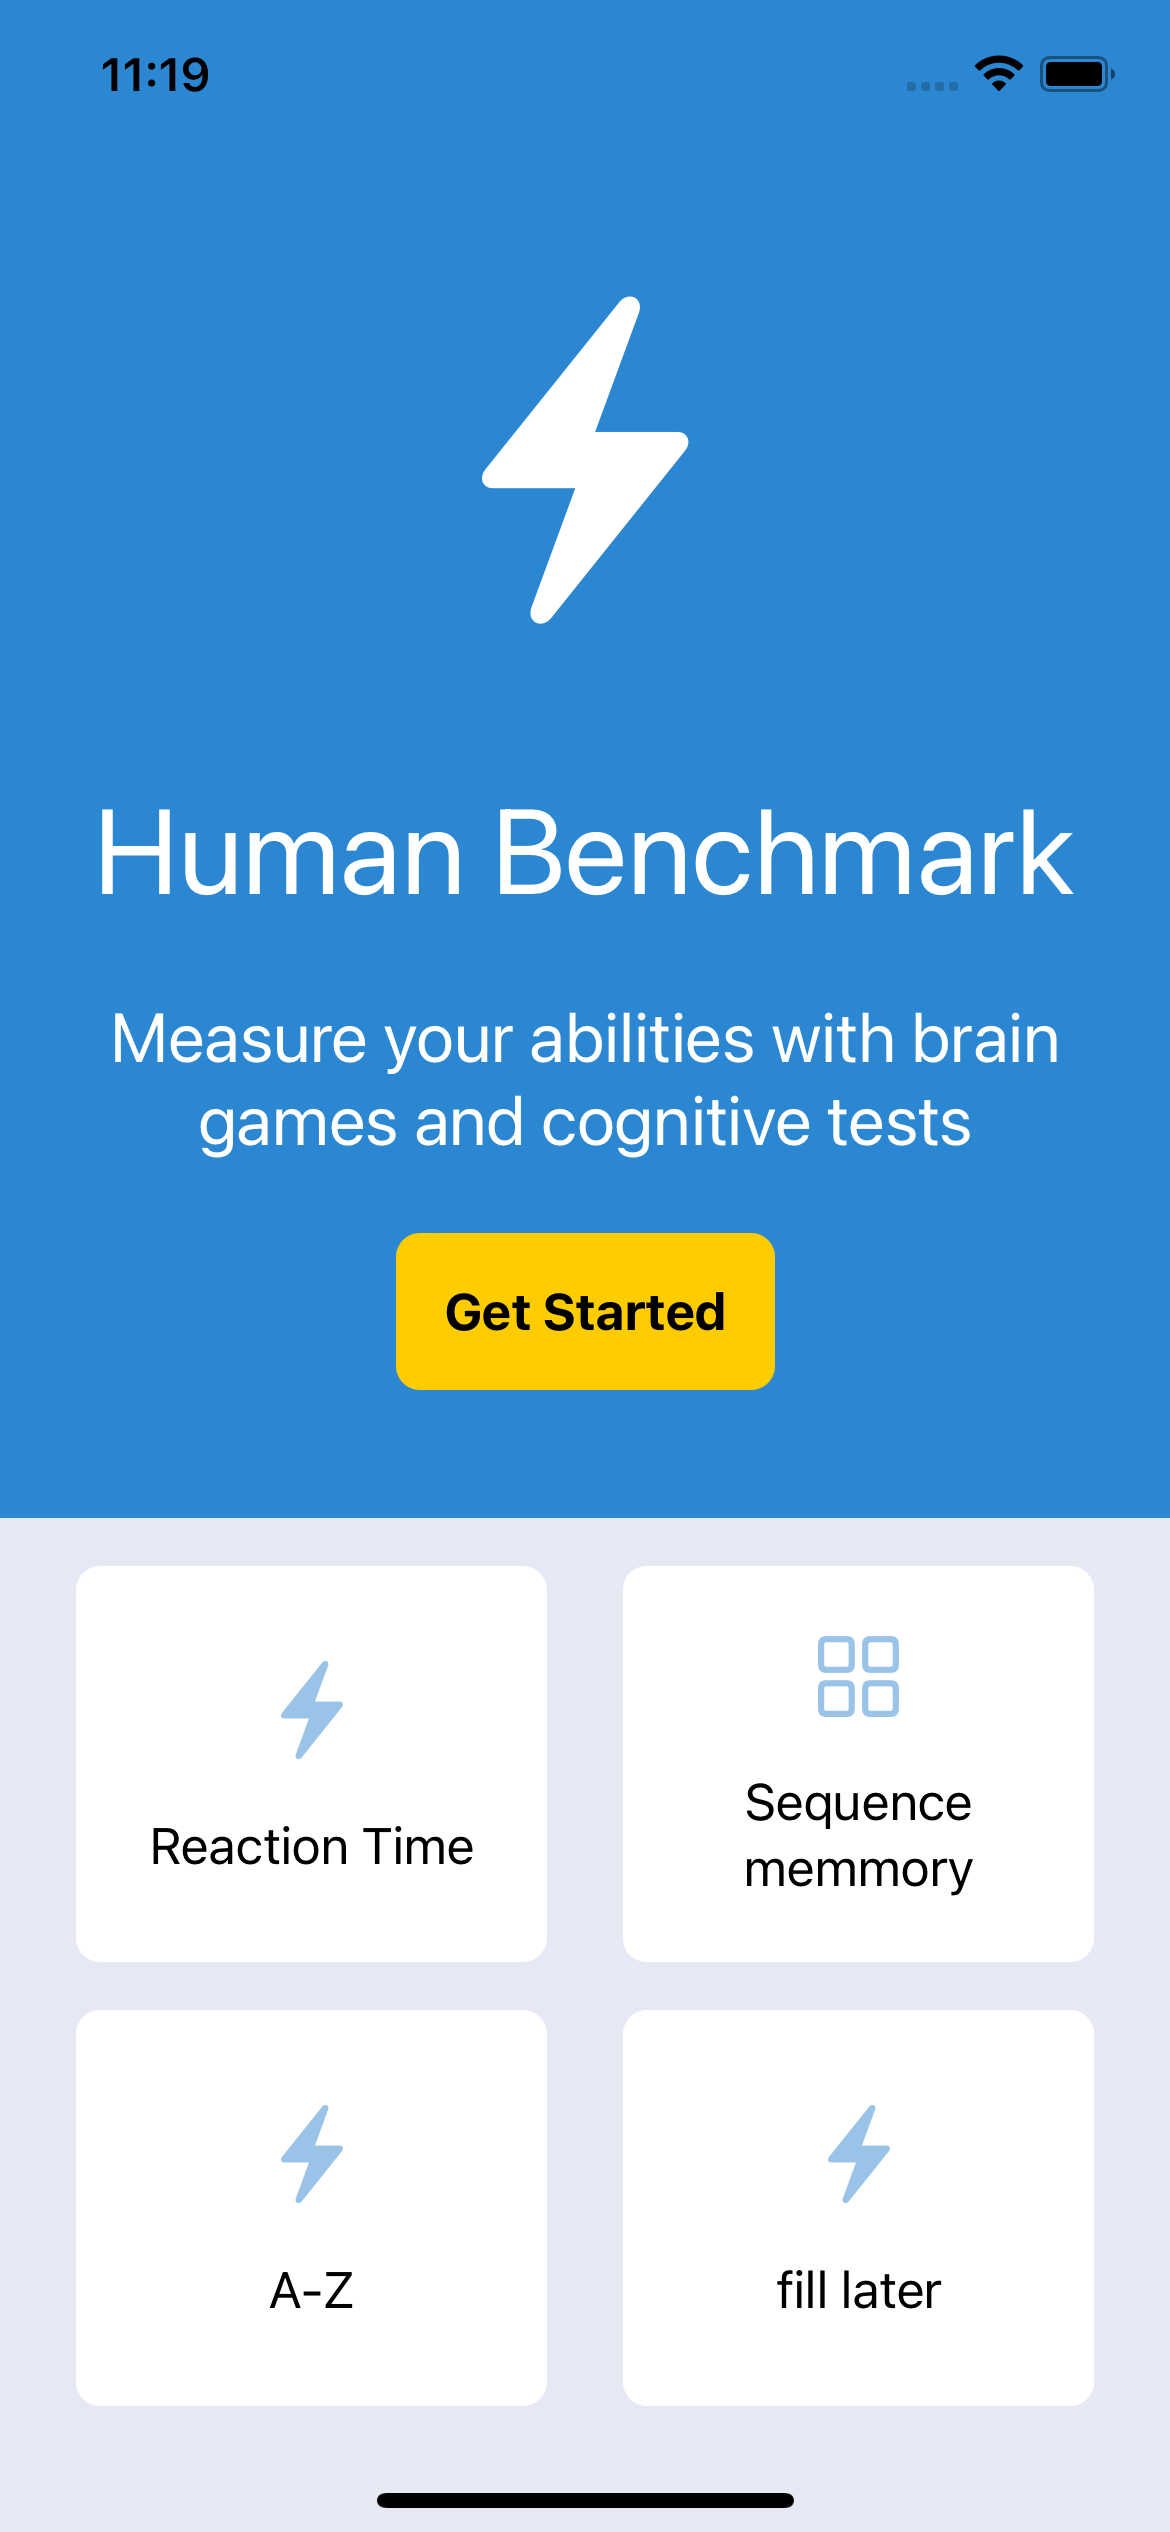 11:19
Human Benchmark
Measure your abilities with brain
games and cognitive tests
Get Started
Reaction Time
Sequence
memmory
A-Z
fill later